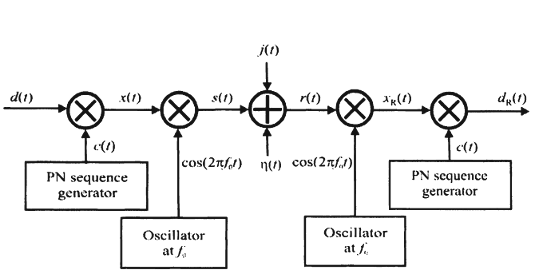 j(t)
d(t)
x(t)
s(t)
r(t)
x_R(t)
d_R(t)
c(t)
cos(2πf₀t)
η(t)
cos(2πf₀t)
c(t)
PN sequence
generator
PN sequence
generator
Oscillator
at f₀
Oscillator
at f₀